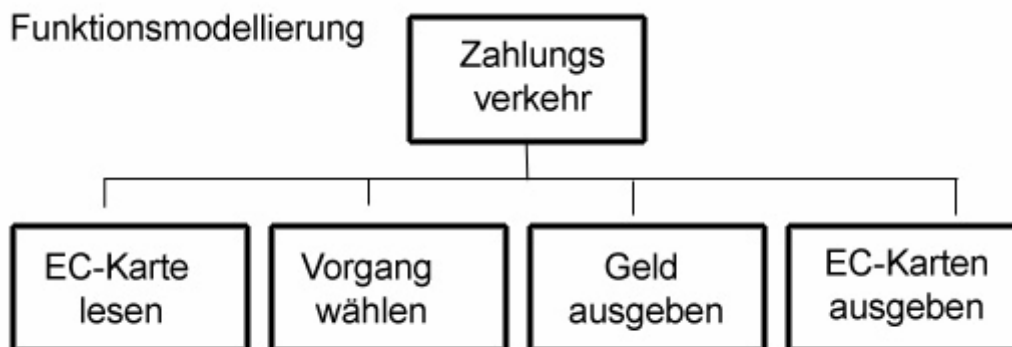 Funktionsmodellierung
Zahlungs
verkehr
EC-Karte
lesen
Vorgang
wählen
Geld
ausgeben
EC-Karten
ausgeben